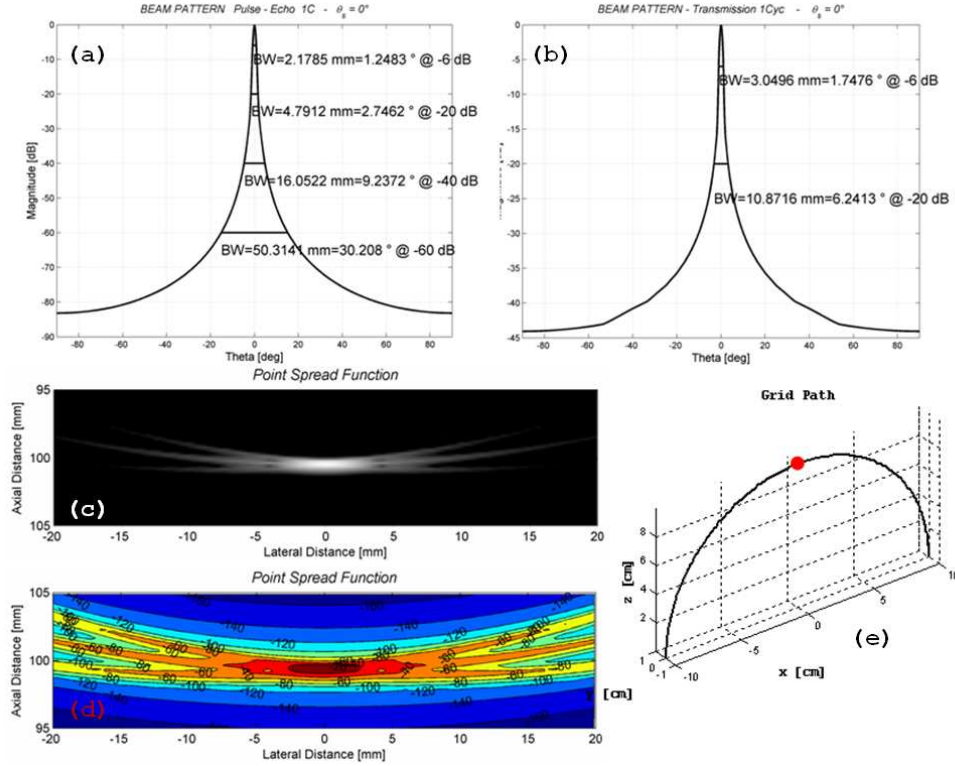 BEAM PATTERN Pulse - Echo 1C - θs = 0°
(a)
0
-10
-20
-30
-40
-50
-60
-70
-80
-90
Magnitude [dB]
BW=2.1785 mm=1.2483 ° @ -6 dB
BW=4.7912 mm=2.7462 ° @ -20 dB
BW=16.0522 mm=9.2372 ° @ -40 dB
BW=50.3141 mm=30.208 ° @ -60 dB
-80 -60 -40 -20 0 20 40 60 80
Theta [deg]
BEAM PATTERN - Transmission 1Cyc - θs = 0°
(b)
0
-5
-10
-15
-20
-25
-30
-35
-40
-45
BW=3.0496 mm=1.7476 ° @ -6 dB
BW=10.8716 mm=6.2413 ° @ -20 dB
-80 -60 -40 -20 0 20 40 60 80
Theta [deg]
Point Spread Function
95
100
105
Axial Distance [mm]
(c)
-20 -15 -10 -5 0 5 10 15 20
Lateral Distance [mm]
Point Spread Function
105
100
95
Axial Distance [mm]
(d)
-140
-120
-100
-80
-60
-20 -15 -10 -5 0 5 10 15 20
Lateral Distance [mm]
[cm]
Grid Path
8
6
4
2
1
0
-1
z [cm]
-10
-5
0
5
10
x [cm]
(e)